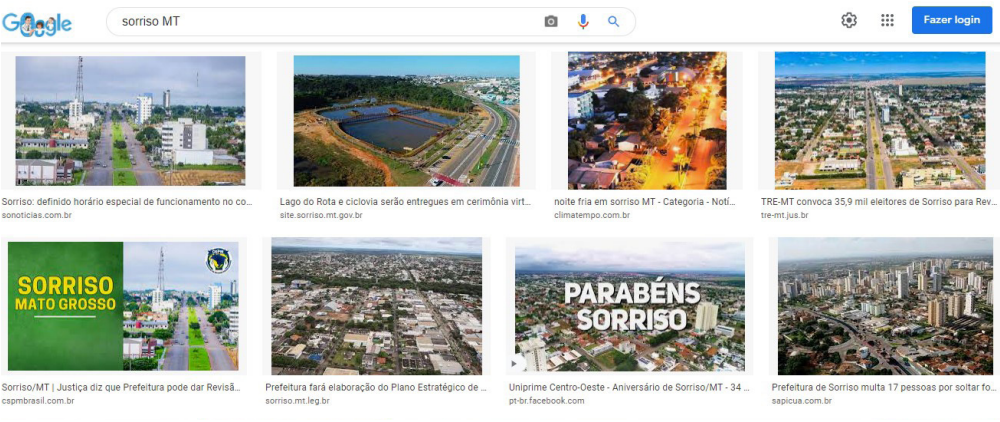 Google
sorriso MT
Fazer login
Sorriso: definido horário especial de funcionamento no co...
sonoticias.com.br
Lago do Rota e ciclovia serão entregues em cerimônia virt...
site.sorriso.mt.gov.br
noite fria em sorriso MT - Categoria - Notí...
climatempo.com.br
TRE-MT convoca 35,9 mil eleitores de Sorriso para Rev...
tre-mt.jus.br
SORRISO
MATO GROSSO
PARABÉNS
SORRISO
Sorriso/MT | Justiça diz que Prefeitura pode dar Revisã...
cspmbrasil.com.br
Prefeitura fará elaboração do Plano Estratégico de ...
sorriso.mt.leg.br
Uniprime Centro-Oeste - Aniversário de Sorriso/MT - 34 ...
pt-br.facebook.com
Prefeitura de Sorriso multa 17 pessoas por soltar fo...
sapicua.com.br